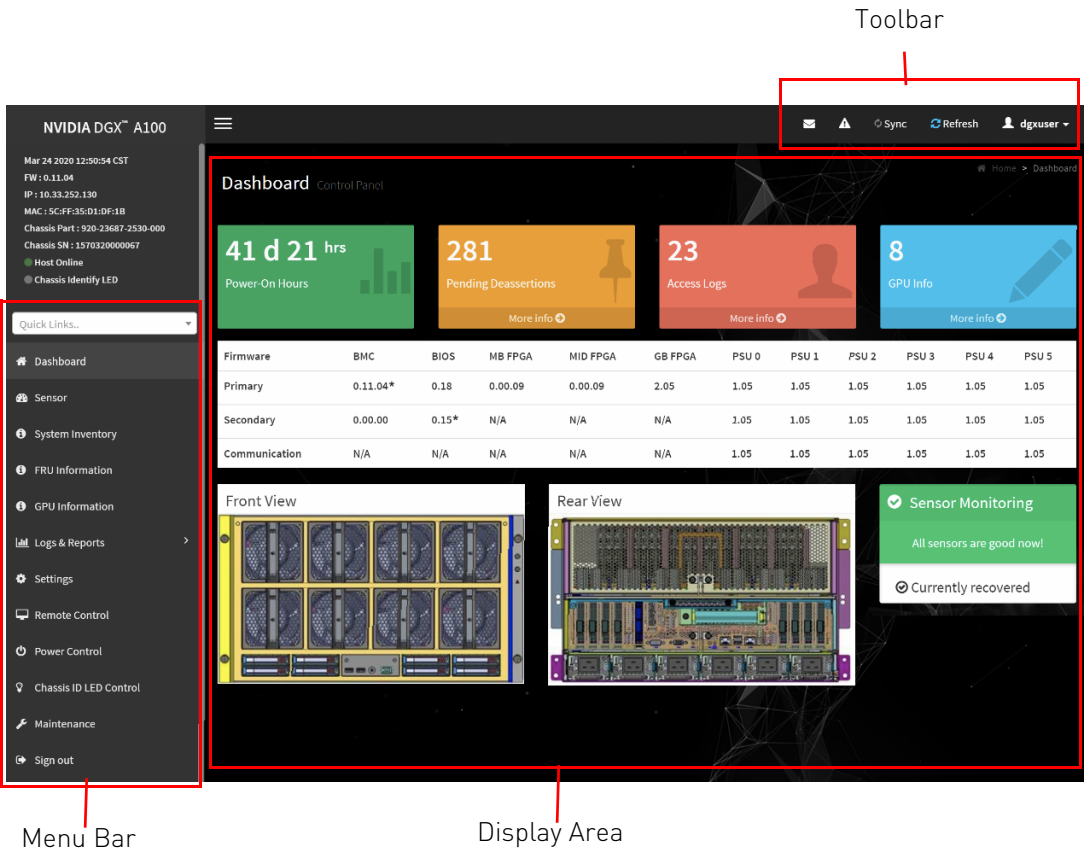 Toolbar
NVIDIA DGX™ A100
Sync Refresh dgxuser
Mar 24 2020 12:50:54 CST
FW : 0.11.04
IP : 10.33.252.130
MAC : 5C:FF:35:D1:DF:1B
Chassis Part : 920-23687-2530-000
Chassis SN : 1570320000067
Host Online
Chassis Identify LED
Quick Links..
Dashboard
Sensor
System Inventory
FRU Information
GPU Information
Logs & Reports
Settings
Remote Control
Power Control
Chassis ID LED Control
Maintenance
Sign out
Dashboard Control Panel
Home > Dashboard
41 d 21 hrs
Power-On Hours
281
Pending Deassertions
More info
23
Access Logs
More info
8
GPU Info
More info
Firmware BMC BIOS MB FPGA MID FPGA GB FPGA PSU 0 PSU 1 PSU 2 PSU 3 PSU 4 PSU 5
Primary 0.11.04* 0.18 0.00.09 0.00.09 2.05 1.05 1.05 1.05 1.05 1.05 1.05
Secondary 0.00.00 0.15* N/A N/A N/A 1.05 1.05 1.05 1.05 1.05 1.05
Communication N/A N/A N/A N/A N/A 1.05 1.05 1.05 1.05 1.05 1.05
Front View
Rear View
Sensor Monitoring
All sensors are good now!
Currently recovered
Menu Bar
Display Area